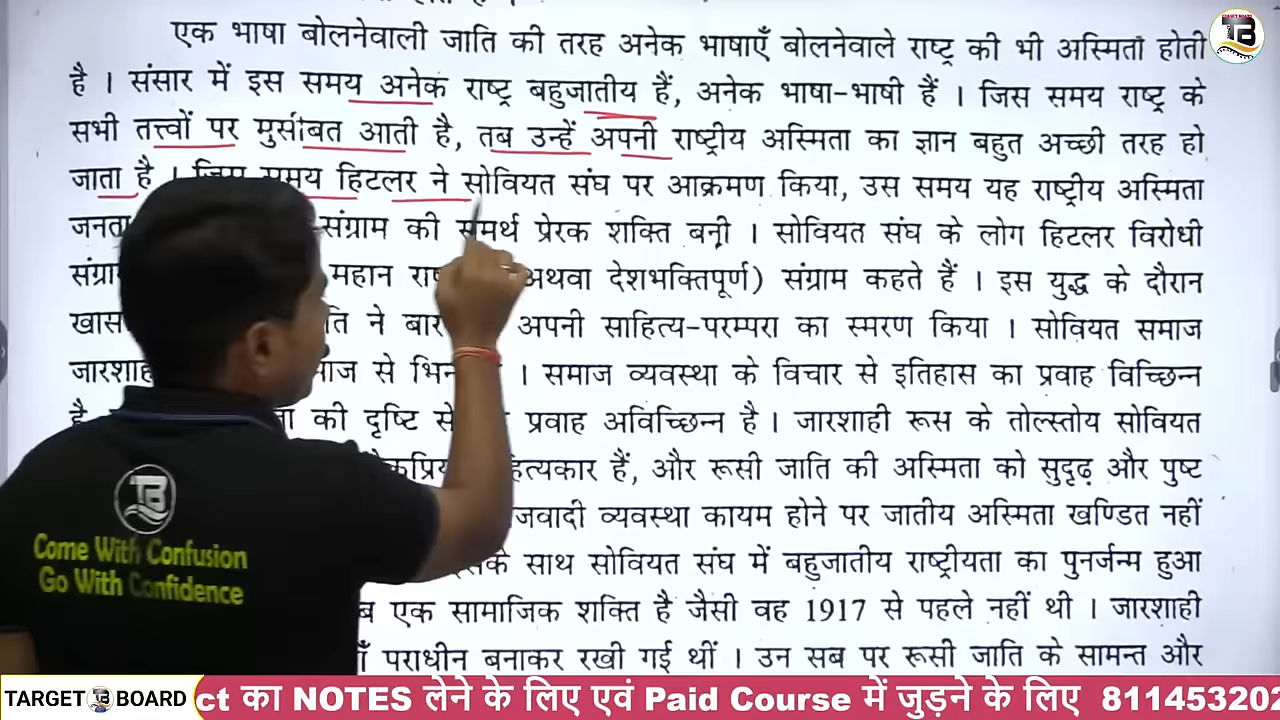 एक भाषा बोलनेवाली जाति की तरह अनेक भाषाएँ बोलनेवाले राष्ट्र की भी अस्मिता होती
है । संसार में इस समय अनेक राष्ट्र बहुजातीय हैं, अनेक भाषा-भाषी हैं । जिस समय राष्ट्र के
सभी तत्त्वों पर मुसीबत आती है, तब उन्हें अपनी राष्ट्रीय अस्मिता का ज्ञान बहुत अच्छी तरह हो
जाता है । जिस समय हिटलर ने सोवियत संघ पर आक्रमण किया, उस समय यह राष्ट्रीय अस्मिता
जनता संग्राम की समर्थ प्रेरक शक्ति बनी । सोवियत संघ के लोग हिटलर विरोधी
महान अथवा देशभक्तिपूर्ण) संग्राम कहते हैं । इस युद्ध के दौरान
ने अपनी साहित्य-परम्परा का स्मरण किया । सोवियत समाज
से । समाज व्यवस्था के विचार से इतिहास का प्रवाह विच्छिन्न
की दृष्टि से प्रवाह अविच्छिन्न है । जारशाही रूस के तोल्स्तोय सोवियत
हैं, और रूसी जाति की अस्मिता को सुदृढ़ और पुष्ट
व्यवस्था कायम होने पर जातीय अस्मिता खण्डित नहीं
के साथ सोवियत संघ में बहुजातीय राष्ट्रीयता का पुनर्जन्म हुआ
एक सामाजिक शक्ति है जैसी वह 1917 से पहले नहीं थी । जारशाही
पराधीन बनाकर रखी गई थीं । उन सब पर रूसी जाति के सामन्त और
TARGET BOARD
TB
TB
Come With Confusion
Go With Confidence
TARGET TB BOARD
ct का NOTES लेने के लिए एवं Paid Course में जुड़ने के लिए 811453202